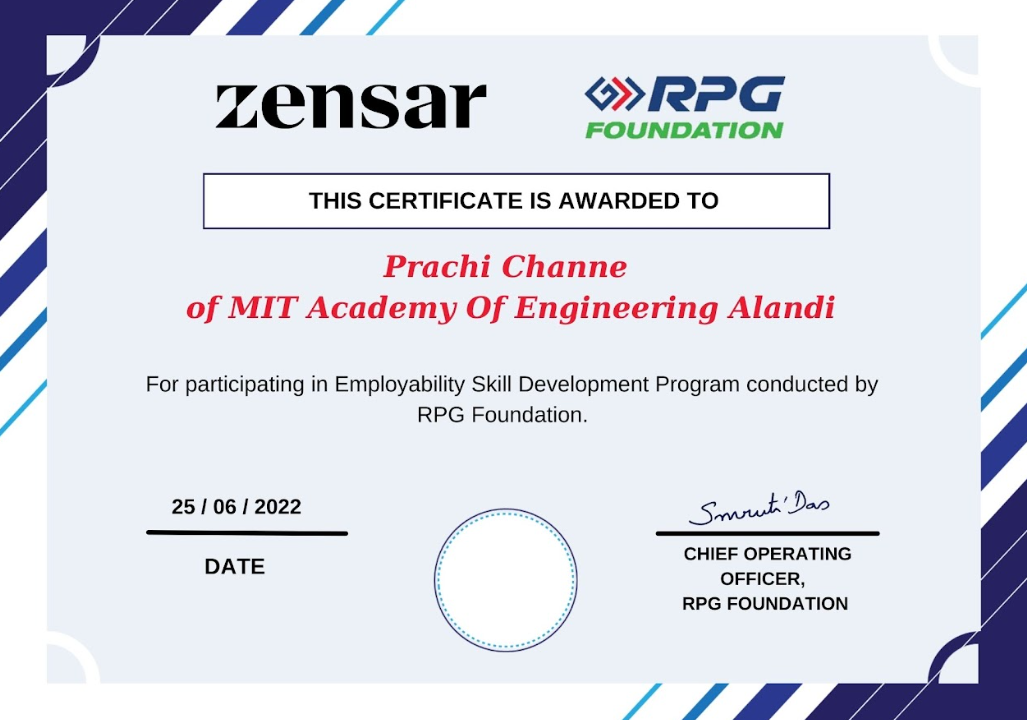 zensar
RPG
FOUNDATION
THIS CERTIFICATE IS AWARDED TO
Prachi Channe
of MIT Academy Of Engineering Alandi
For participating in Employability Skill Development Program conducted by
RPG Foundation.
25 / 06 / 2022
DATE
Smruti Das
CHIEF OPERATING
OFFICER,
RPG FOUNDATION